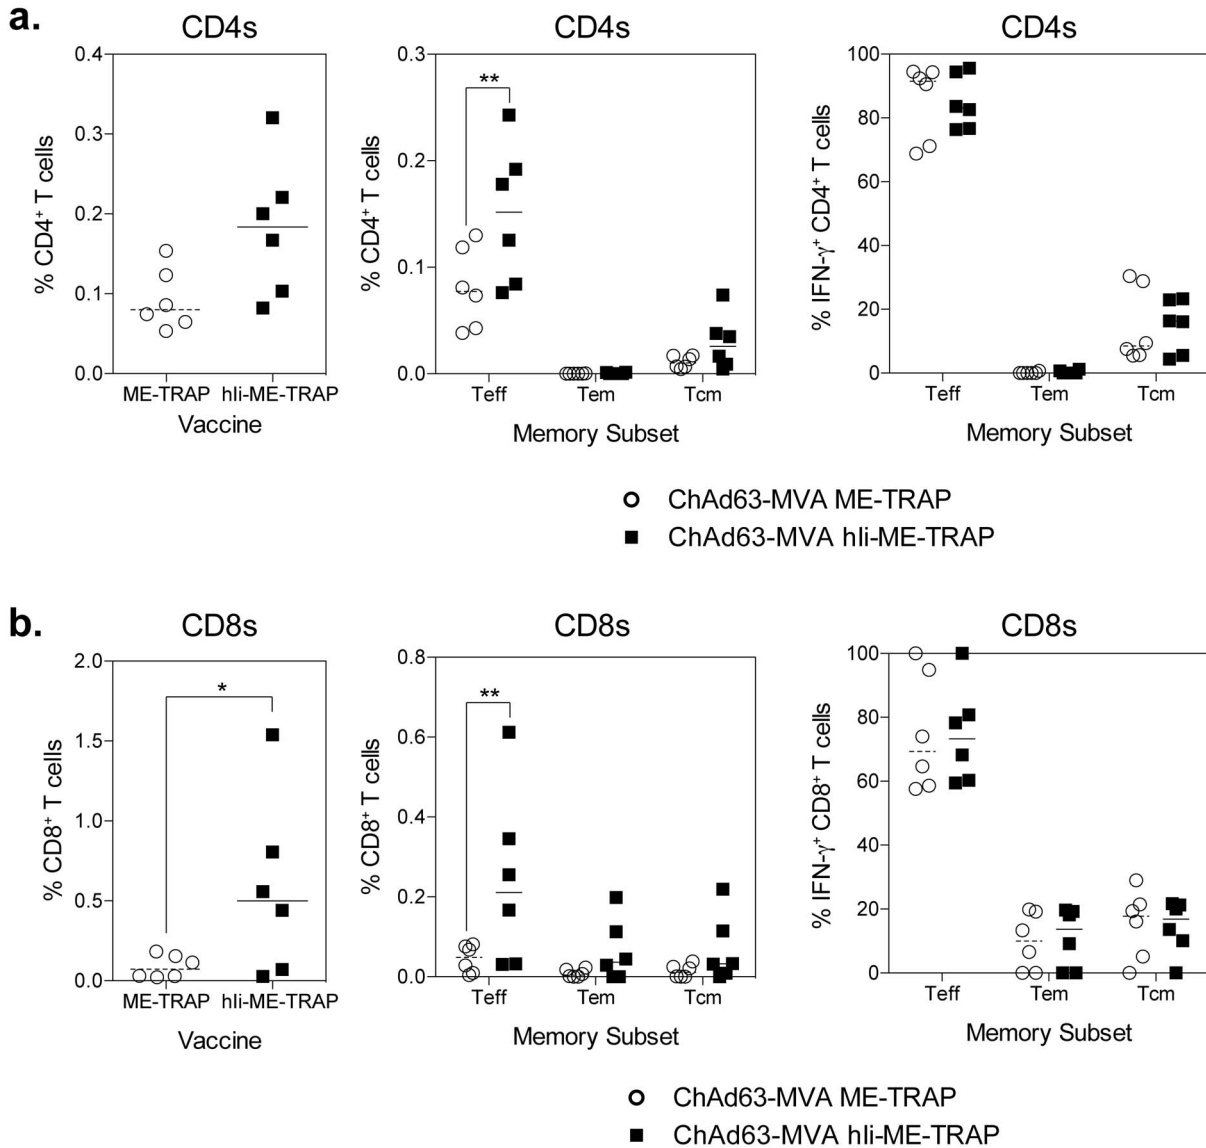 a.
CD4s
0.4
0.3
0.2
0.1
0.0
% CD4⁺ T cells
ME-TRAP hIi-ME-TRAP
Vaccine
CD4s
0.3
0.2
0.1
0.0
% CD4⁺ T cells
**
Teff Tem Tcm
Memory Subset
CD4s
100
80
60
40
20
0
% IFN-γ⁺ CD4⁺ T cells
Teff Tem Tcm
Memory Subset
ChAd63-MVA ME-TRAP
ChAd63-MVA hIi-ME-TRAP
b.
CD8s
2.0
1.5
1.0
0.5
0.0
% CD8⁺ T cells
*
ME-TRAP hIi-ME-TRAP
Vaccine
CD8s
0.8
0.6
0.4
0.2
0.0
% CD8⁺ T cells
**
Teff Tem Tcm
Memory Subset
CD8s
100
80
60
40
20
0
% IFN-γ⁺ CD8⁺ T cells
Teff Tem Tcm
Memory Subset
ChAd63-MVA ME-TRAP
ChAd63-MVA hIi-ME-TRAP